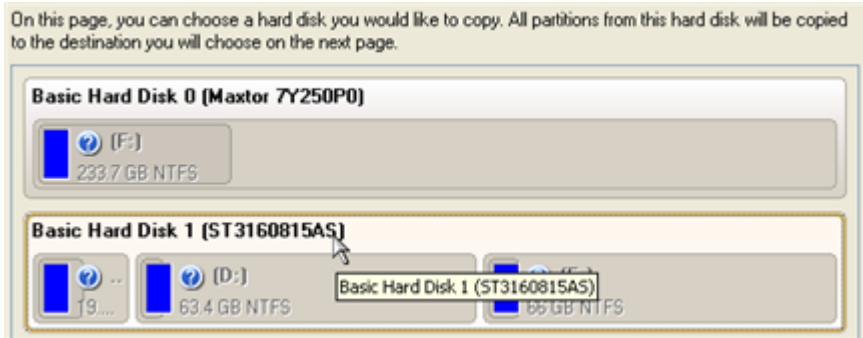 On this page, you can choose a hard disk you would like to copy. All partitions from this hard disk will be copied
to the destination you will choose on the next page.
Basic Hard Disk 0 (Maxtor 7Y250P0)
(F:)
233.7 GB NTFS
Basic Hard Disk 1 (ST3160815AS)
..
19....
(D:)
63.4 GB NTFS
Basic Hard Disk 1 (ST3160815AS)
66 GB NTFS